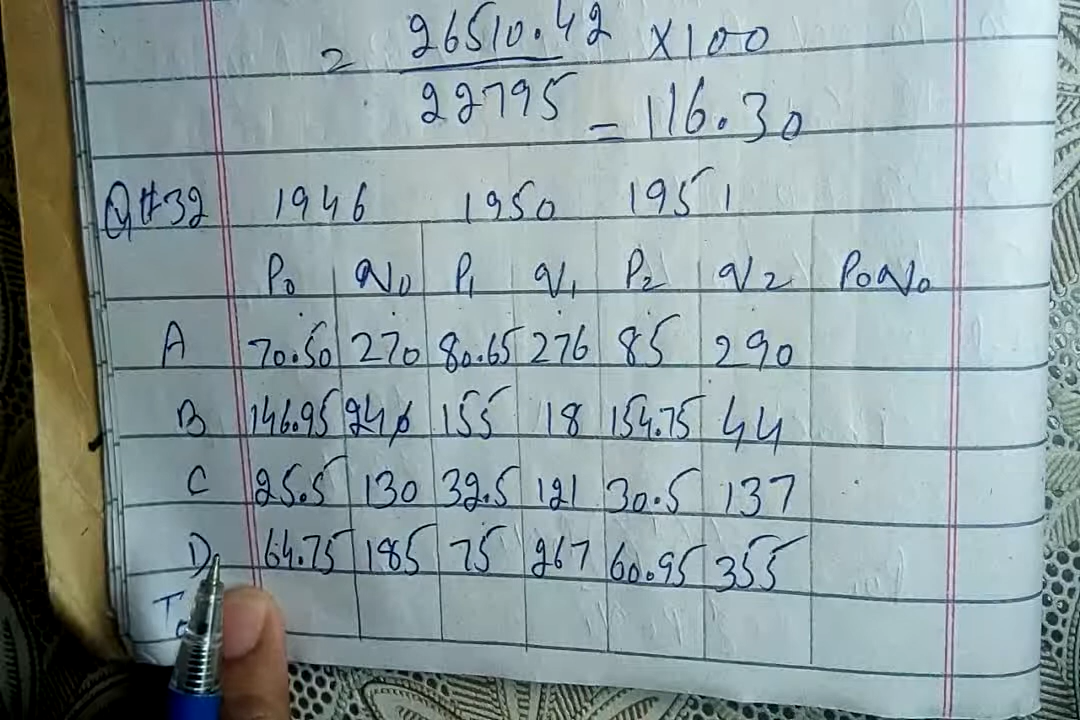 = 26510.42 X100
22795
= 116.30
Q#32 1946 1950 1951
P0 q0 P1 q1 P2 q2 P0q0
A 70.50 270 80.65 276 85 290
B 146.95 155 18 154.75 44
C 25.5 130 32.5 121 30.5 137
D 64.75 185 75 267 60.95 355